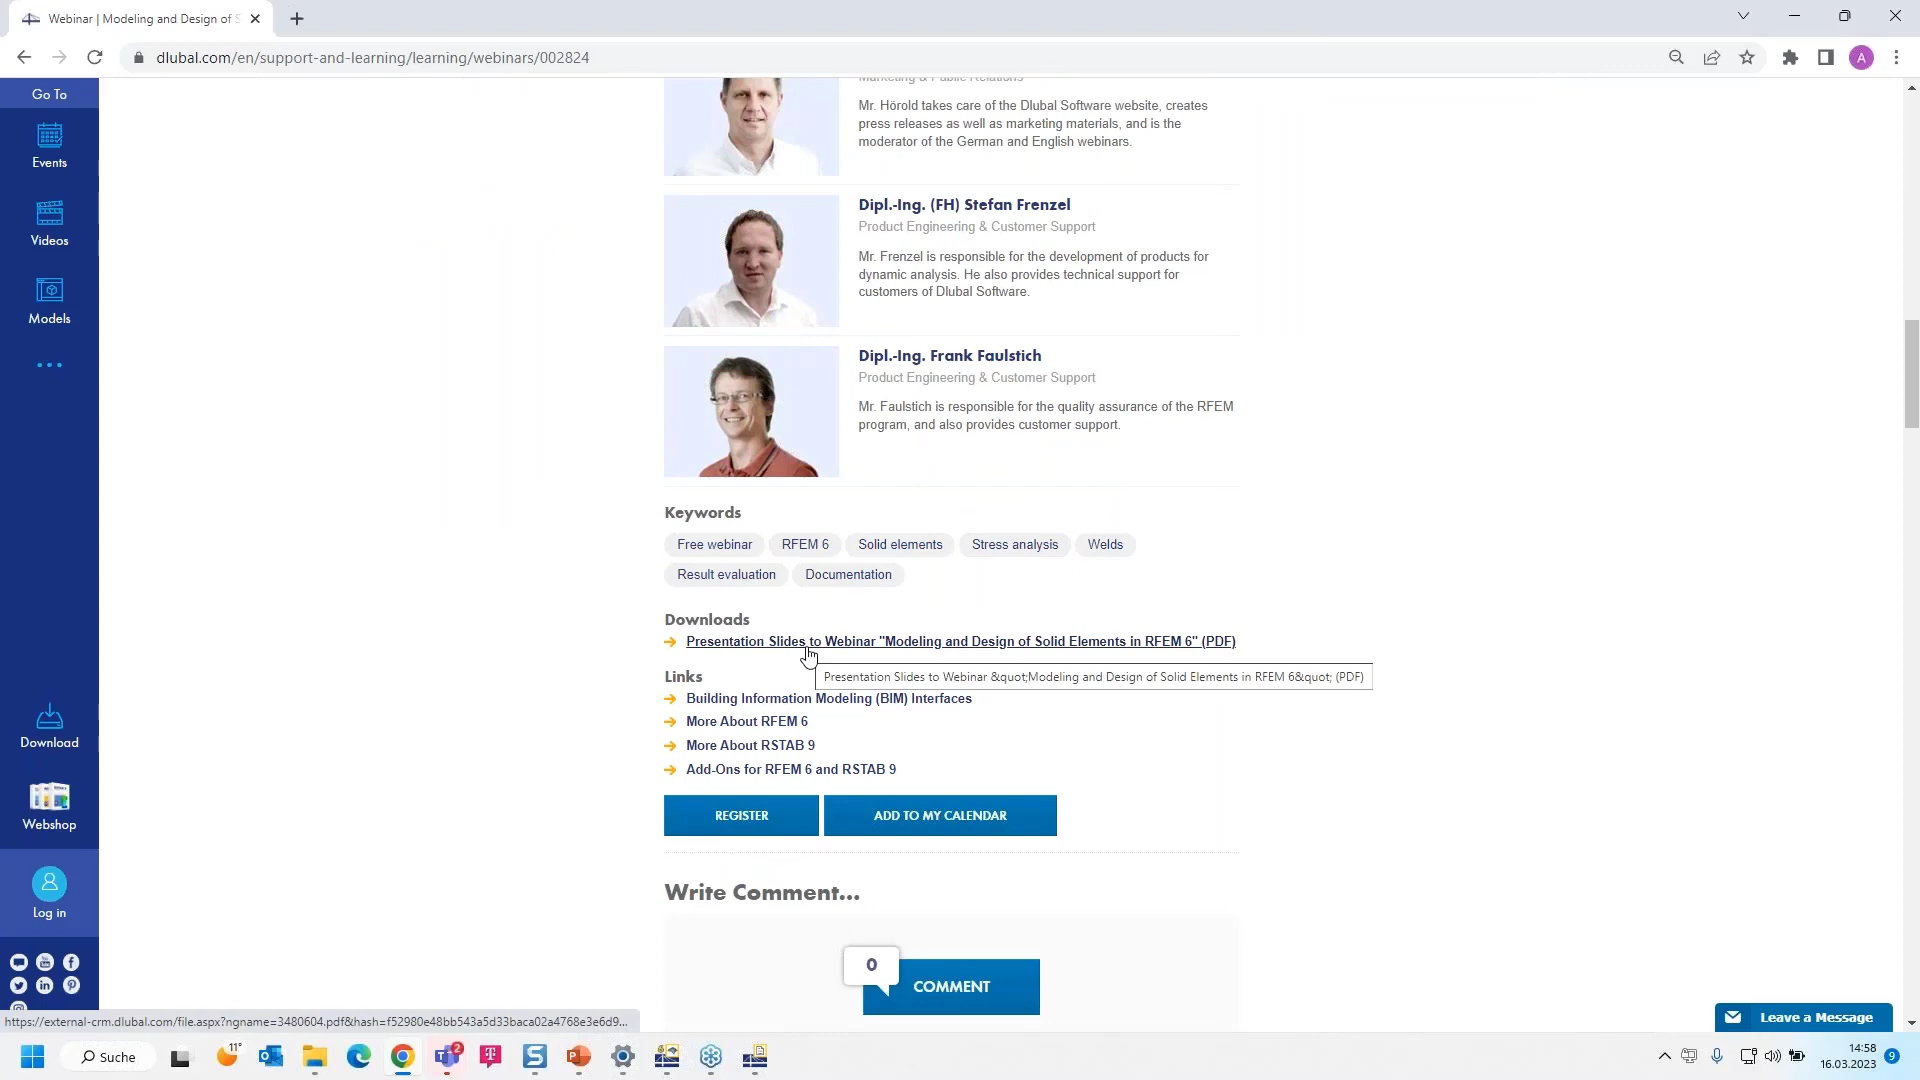 Webinar | Modeling and Design of S
dlubal.com/en/support-and-learning/learning/webinars/002824
A
Go To
Events
Videos
Models
Download
Webshop
Log in
Marketing & Public Relations
Mr. Hörold takes care of the Dlubal Software website, creates
press releases as well as marketing materials, and is the
moderator of the German and English webinars.
Dipl.-Ing. (FH) Stefan Frenzel
Product Engineering & Customer Support
Mr. Frenzel is responsible for the development of products for
dynamic analysis. He also provides technical support for
customers of Dlubal Software.
Dipl.-Ing. Frank Faulstich
Product Engineering & Customer Support
Mr. Faulstich is responsible for the quality assurance of the RFEM
program, and also provides customer support.
Keywords
Free webinar RFEM 6 Solid elements Stress analysis Welds
Result evaluation Documentation
Downloads
Presentation Slides to Webinar "Modeling and Design of Solid Elements in RFEM 6" (PDF)
Presentation Slides to Webinar &quot;Modeling and Design of Solid Elements in RFEM 6&quot; (PDF)
Links
Building Information Modeling (BIM) Interfaces
More About RFEM 6
More About RSTAB 9
Add-Ons for RFEM 6 and RSTAB 9
REGISTER ADD TO MY CALENDAR
Write Comment...
0
COMMENT
Leave a Message
https://external-crm.dlubal.com/file.aspx?ngname=3480604.pdf&hash=f52980e48bb543a5d33baca02a4768e3e6d9...
Suche
11°
2
14:58
16.03.2023
9